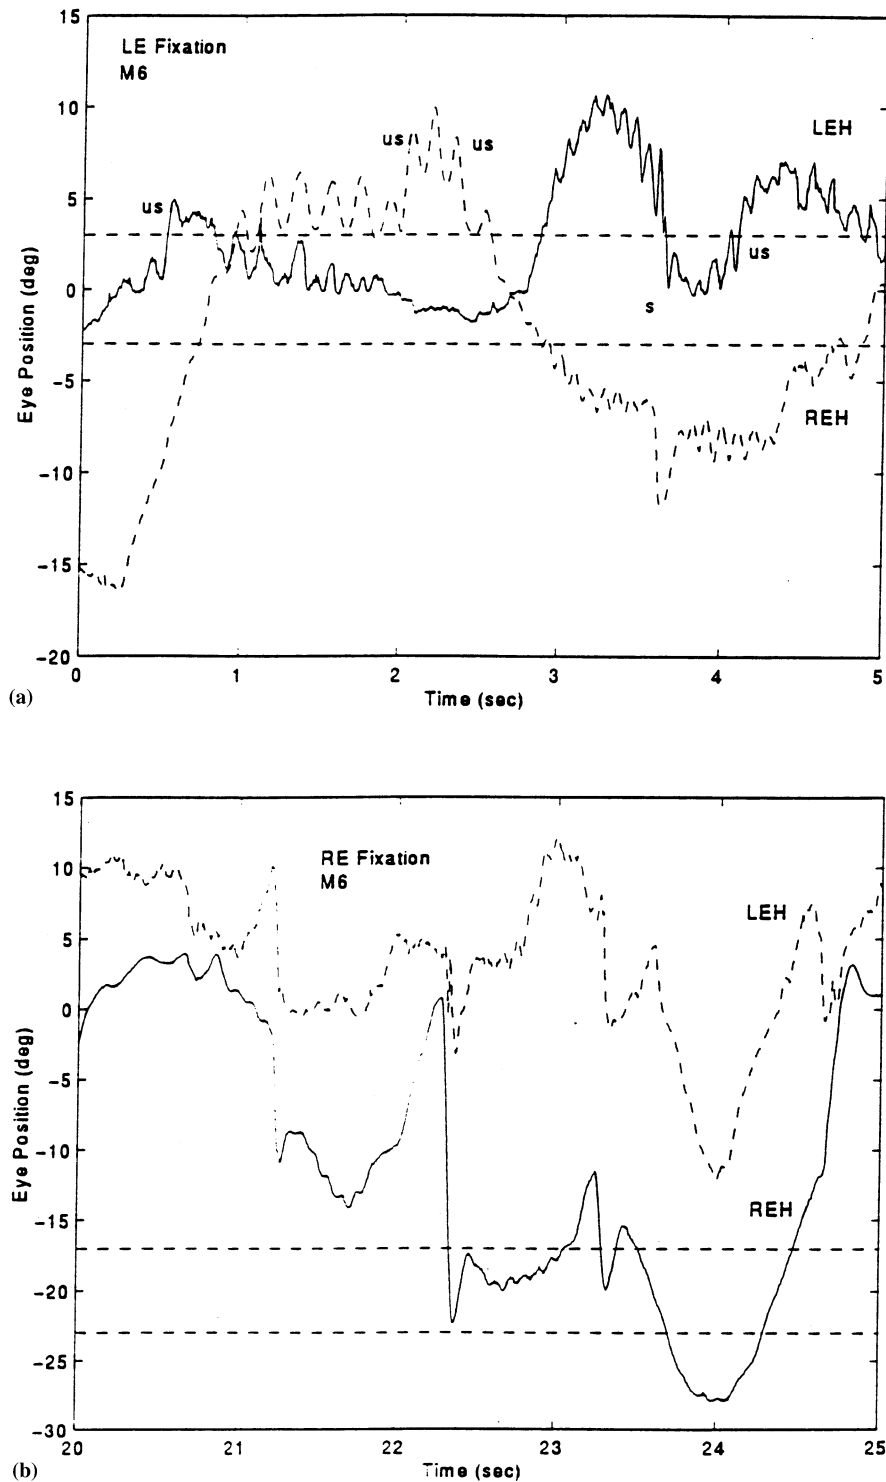 15
LE Fixation
M6
10
us
us
LEH
us
5
us
0
s
-5
REH
-10
-15
-20
0 1 2 3 4 5
Time (sec)
Eye Position (deg)
(a)
15
RE Fixation
M6
10
LEH
5
0
-5
-10
REH
-15
-20
-25
-30
20 21 22 23 24 25
Time (sec)
Eye Position (deg)
(b)